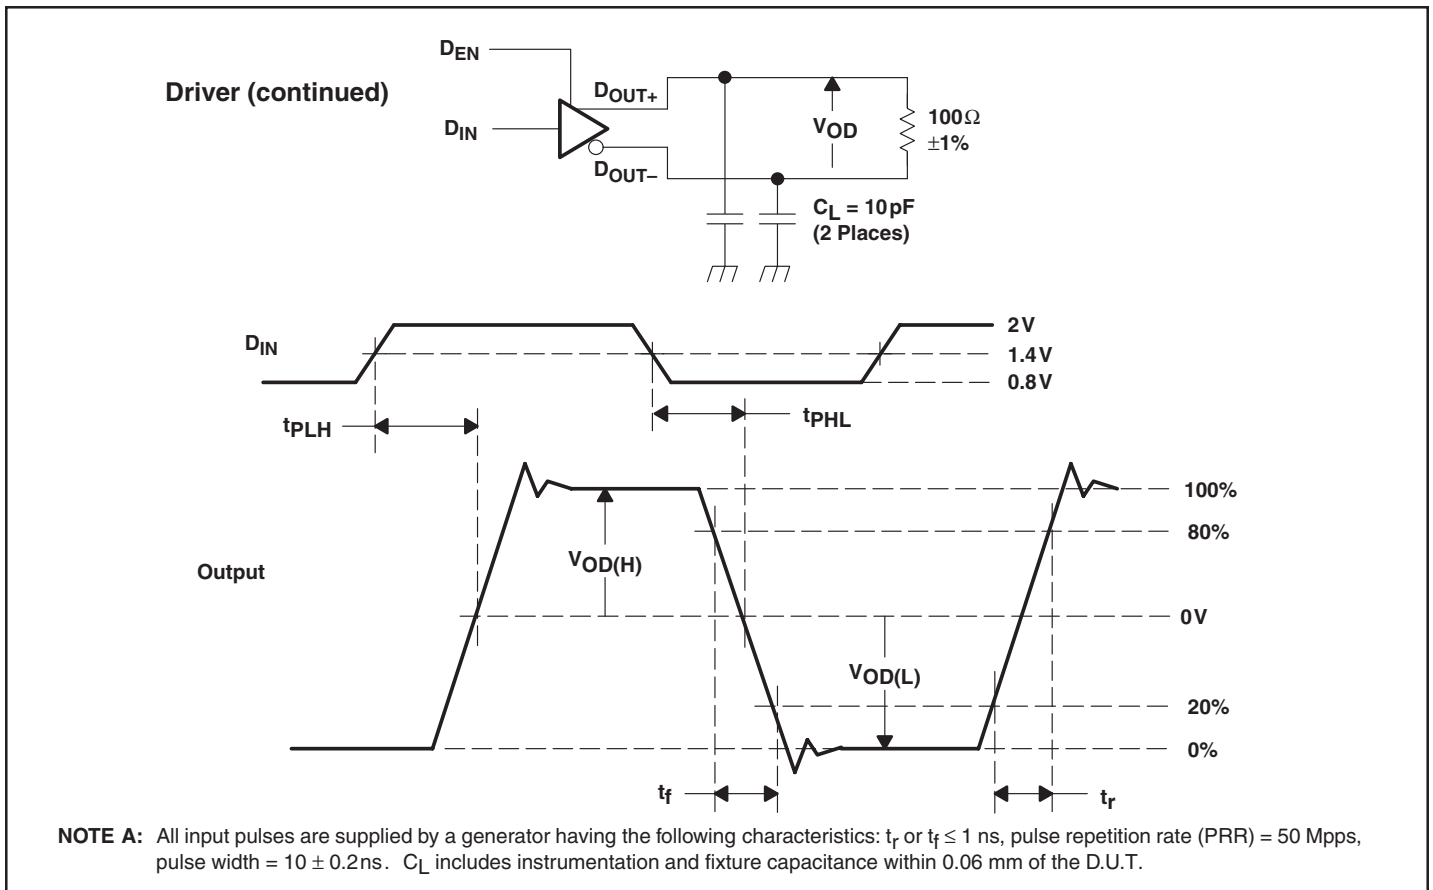 Driver (continued)
DEN
DIN
DOUT+
DOUT–
VOD
100Ω
±1%
CL = 10pF
(2 Places)
DIN
2V
1.4V
0.8V
tPLH
tPHL
100%
80%
VOD(H)
Output
0V
VOD(L)
20%
0%
tf
tr
NOTE A: All input pulses are supplied by a generator having the following characteristics: tr or tf ≤ 1 ns, pulse repetition rate (PRR) = 50 Mpps,
pulse width = 10 ± 0.2ns. CL includes instrumentation and fixture capacitance within 0.06 mm of the D.U.T.